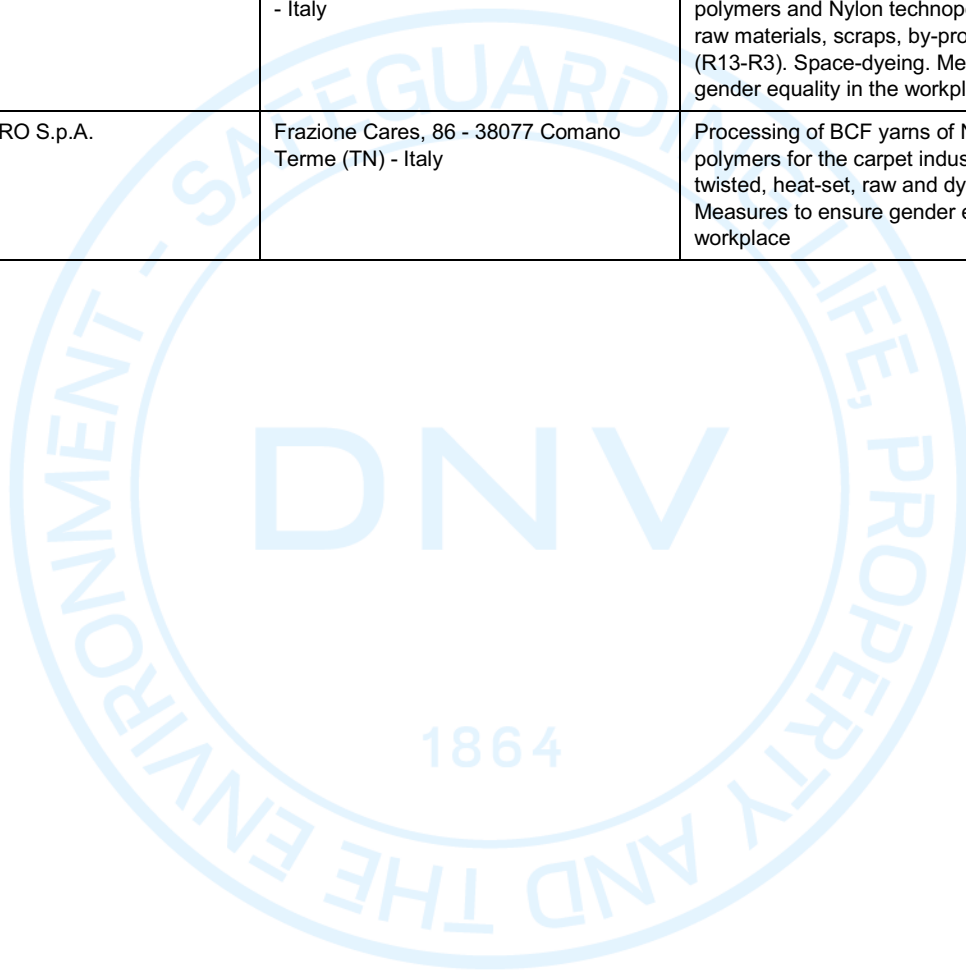 - Italy
polymers and Nylon technop
raw materials, scraps, by-pro
(R13-R3). Space-dyeing. Me
gender equality in the workpl
RO S.p.A.
Frazione Cares, 86 - 38077 Comano
Terme (TN) - Italy
Processing of BCF yarns of N
polymers for the carpet indus
twisted, heat-set, raw and dy
Measures to ensure gender e
workplace
SAFEGUARDING LIFE, PROPERTY AND THE ENVIRONMENT -
DNV
1864